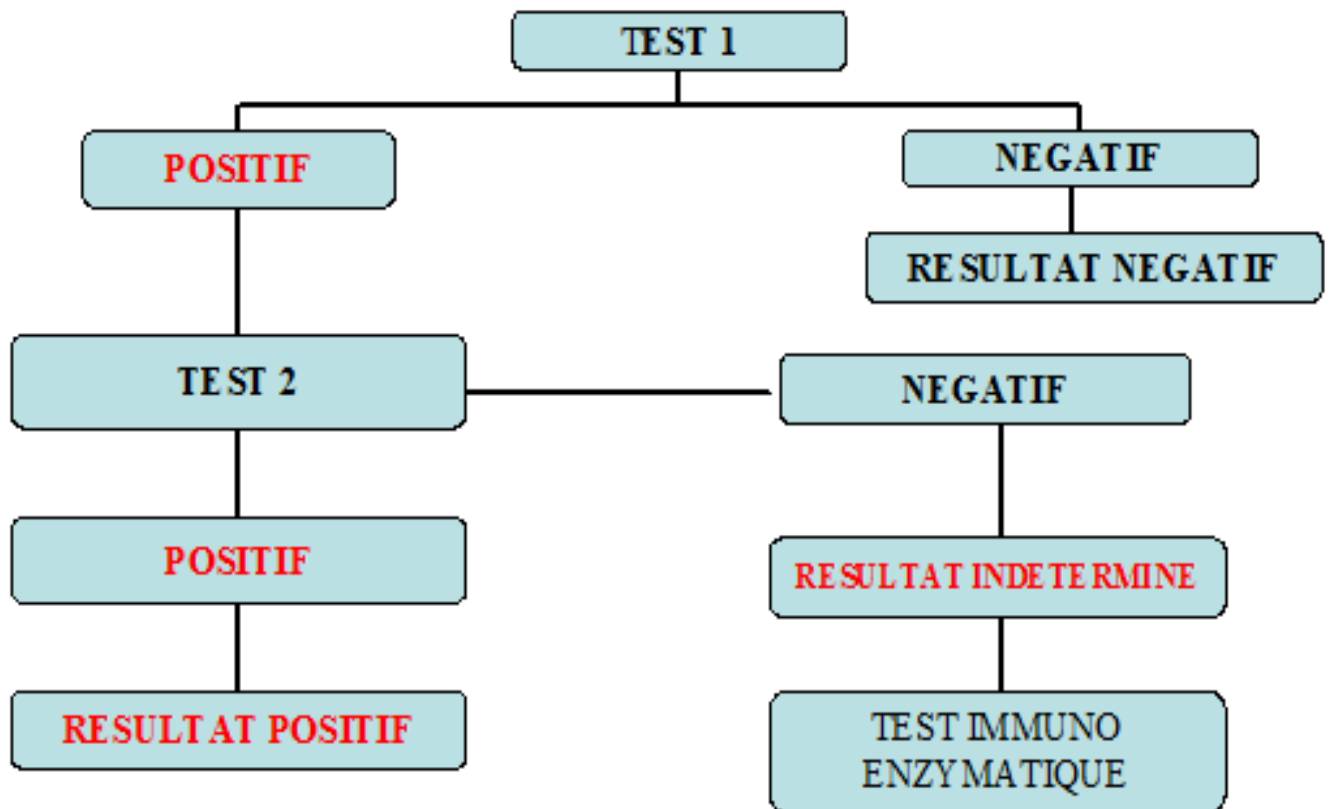 TEST 1
POSITIF
NEGATIF
RESULTAT NEGATIF
TEST 2
NEGATIF
POSITIF
RESULTAT INDETERMINE
RESULTAT POSITIF
TEST IMMUNO
ENZYMATIQUE